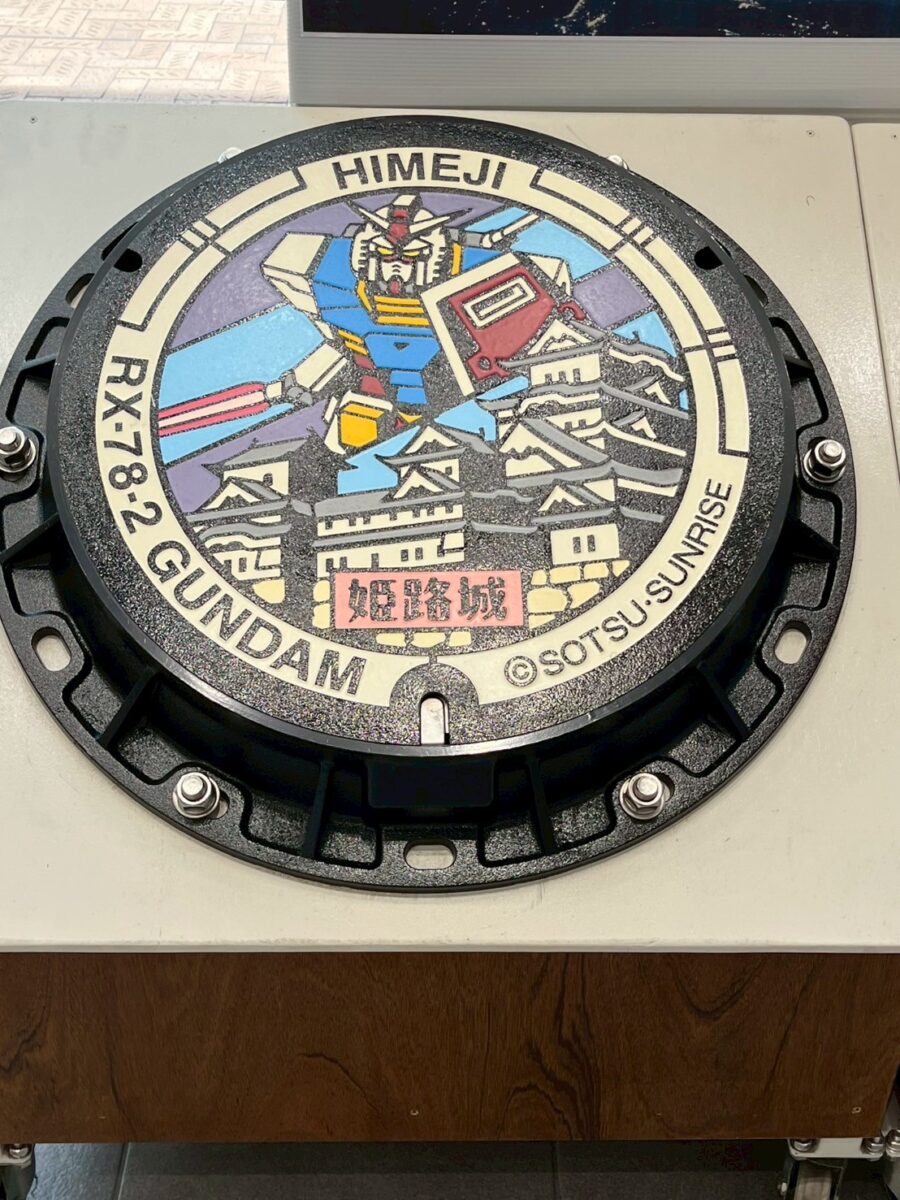 HIMEJI
RX-78-2 GUNDAM
姫路城
©SOTSU·SUNRISE